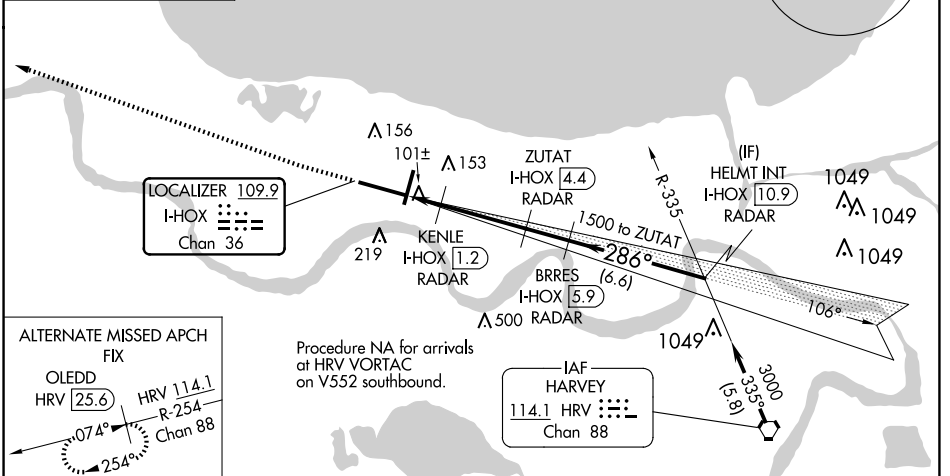 156
101±
153
ZUTAT
I-HOX 4.4
RADAR
(IF)
HELMT INT
I-HOX 10.9
RADAR
R-335
1049
1049
1049
LOCALIZER 109.9
I-HOX
Chan 36
219
KENLE
I-HOX 1.2
RADAR
1500 to ZUTAT
286°
(6.6)
BRRES
I-HOX 5.9
RADAR
500
106°
1049
3000
335°
(5.8)
Procedure NA for arrivals
at HRV VORTAC
on V552 southbound.
IAF
HARVEY
114.1 HRV
Chan 88
ALTERNATE MISSED APCH
FIX
OLEDD
HRV 25.6
HRV 114.1
R-254
Chan 88
074°
254°